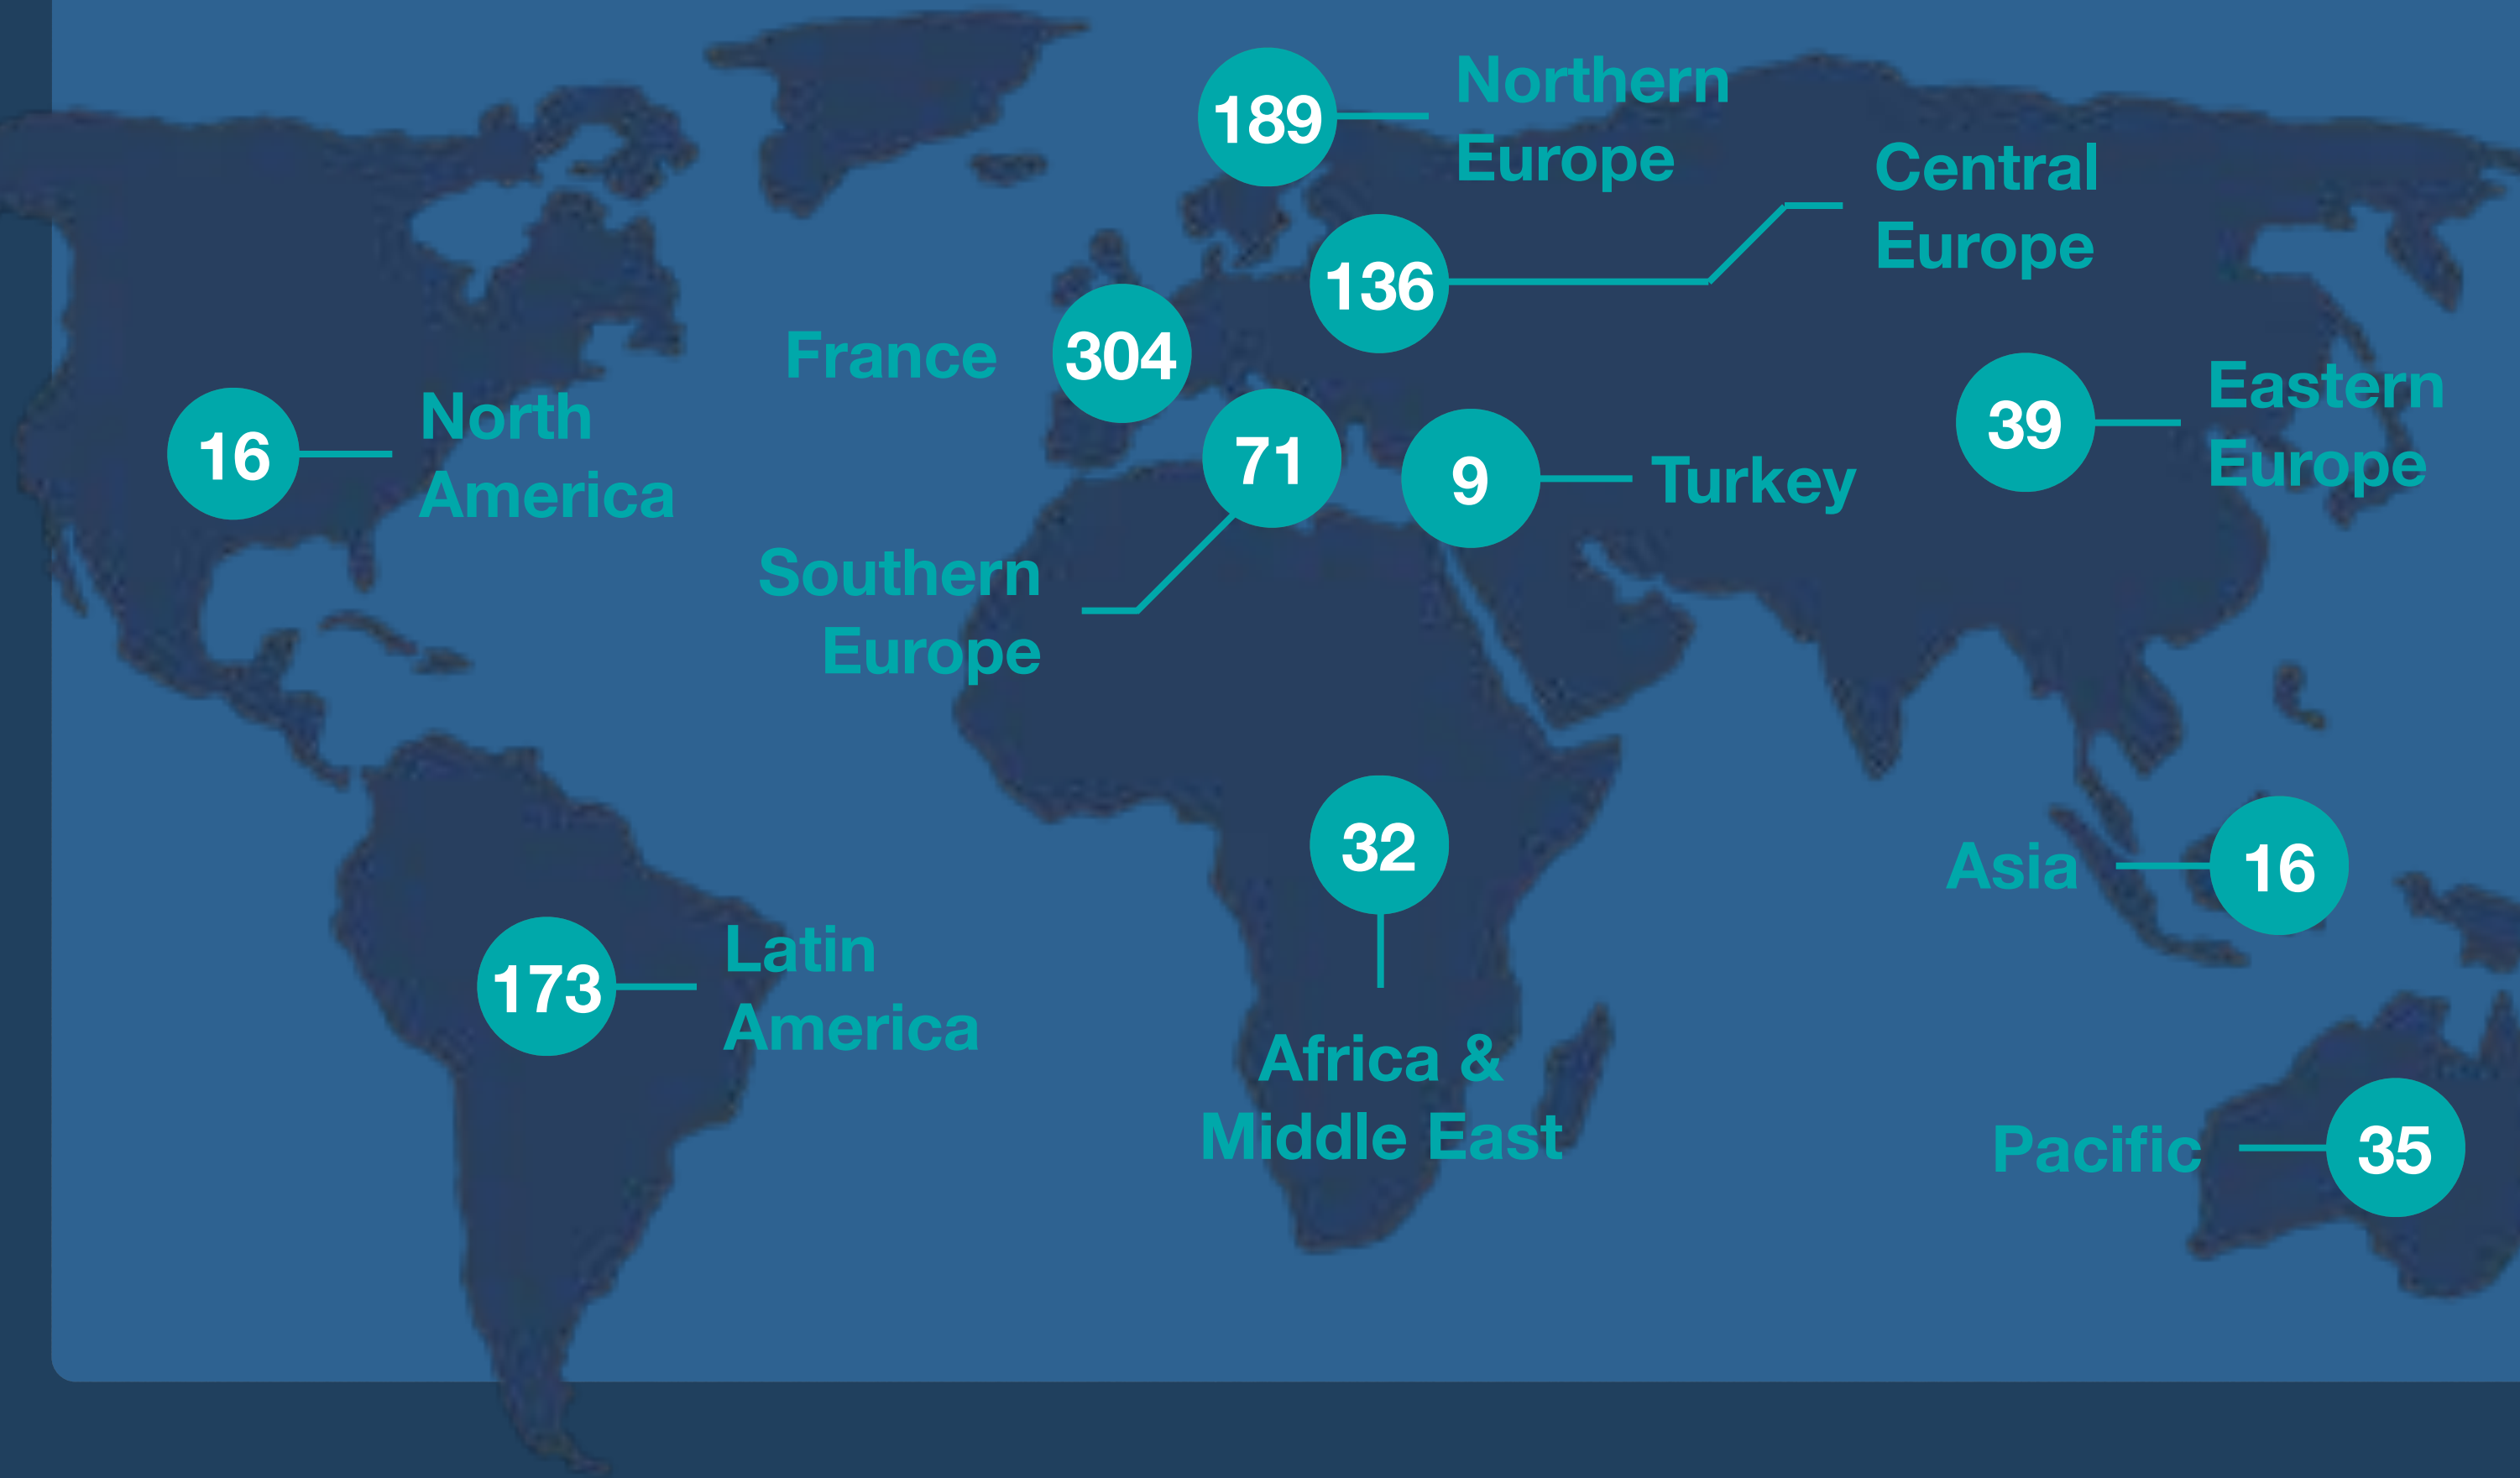 189
Northern
Europe
Central
Europe
136
France
304
Eastern
Europe
39
North
America
16
71
9
Turkey
Southern
Europe
32
Asia
16
Latin
America
173
Africa &
Middle East
Pacific
35